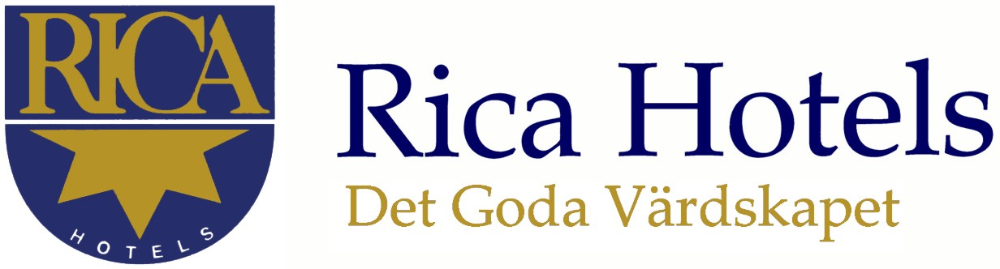 RICA
HOTELS
Rica Hotels
Det Goda Värdskapet